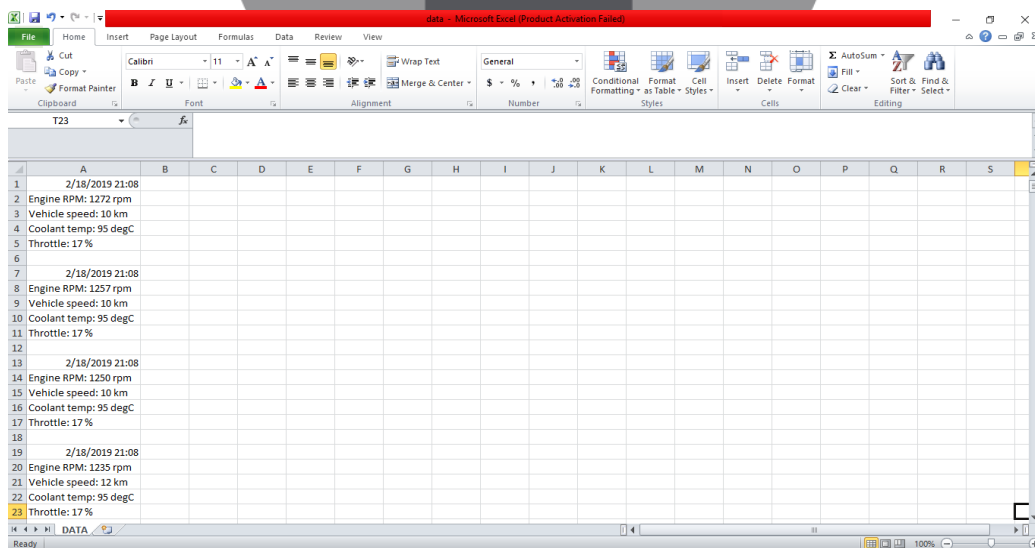 data - Microsoft Excel (Product Activation Failed)
File Home Insert Page Layout Formulas Data Review View
Cut
Copy
Format Painter
Paste
Clipboard
Calibri 11
B I U
Font
Wrap Text
Merge & Center
Alignment
General
$ % ,
Number
Conditional Formatting
Format as Table
Cell Styles
Styles
Insert Delete Format
Cells
Σ AutoSum
Fill
Clear
Sort & Filter
Find & Select
Editing
T23 fx
A B C D E F G H I J K L M N O P Q R S
1 2/18/2019 21:08
2 Engine RPM: 1272 rpm
3 Vehicle speed: 10 km
4 Coolant temp: 95 degC
5 Throttle: 17 %
6
7 2/18/2019 21:08
8 Engine RPM: 1257 rpm
9 Vehicle speed: 10 km
10 Coolant temp: 95 degC
11 Throttle: 17 %
12
13 2/18/2019 21:08
14 Engine RPM: 1250 rpm
15 Vehicle speed: 10 km
16 Coolant temp: 95 degC
17 Throttle: 17 %
18
19 2/18/2019 21:08
20 Engine RPM: 1235 rpm
21 Vehicle speed: 12 km
22 Coolant temp: 95 degC
23 Throttle: 17 %
DATA
Ready 100%